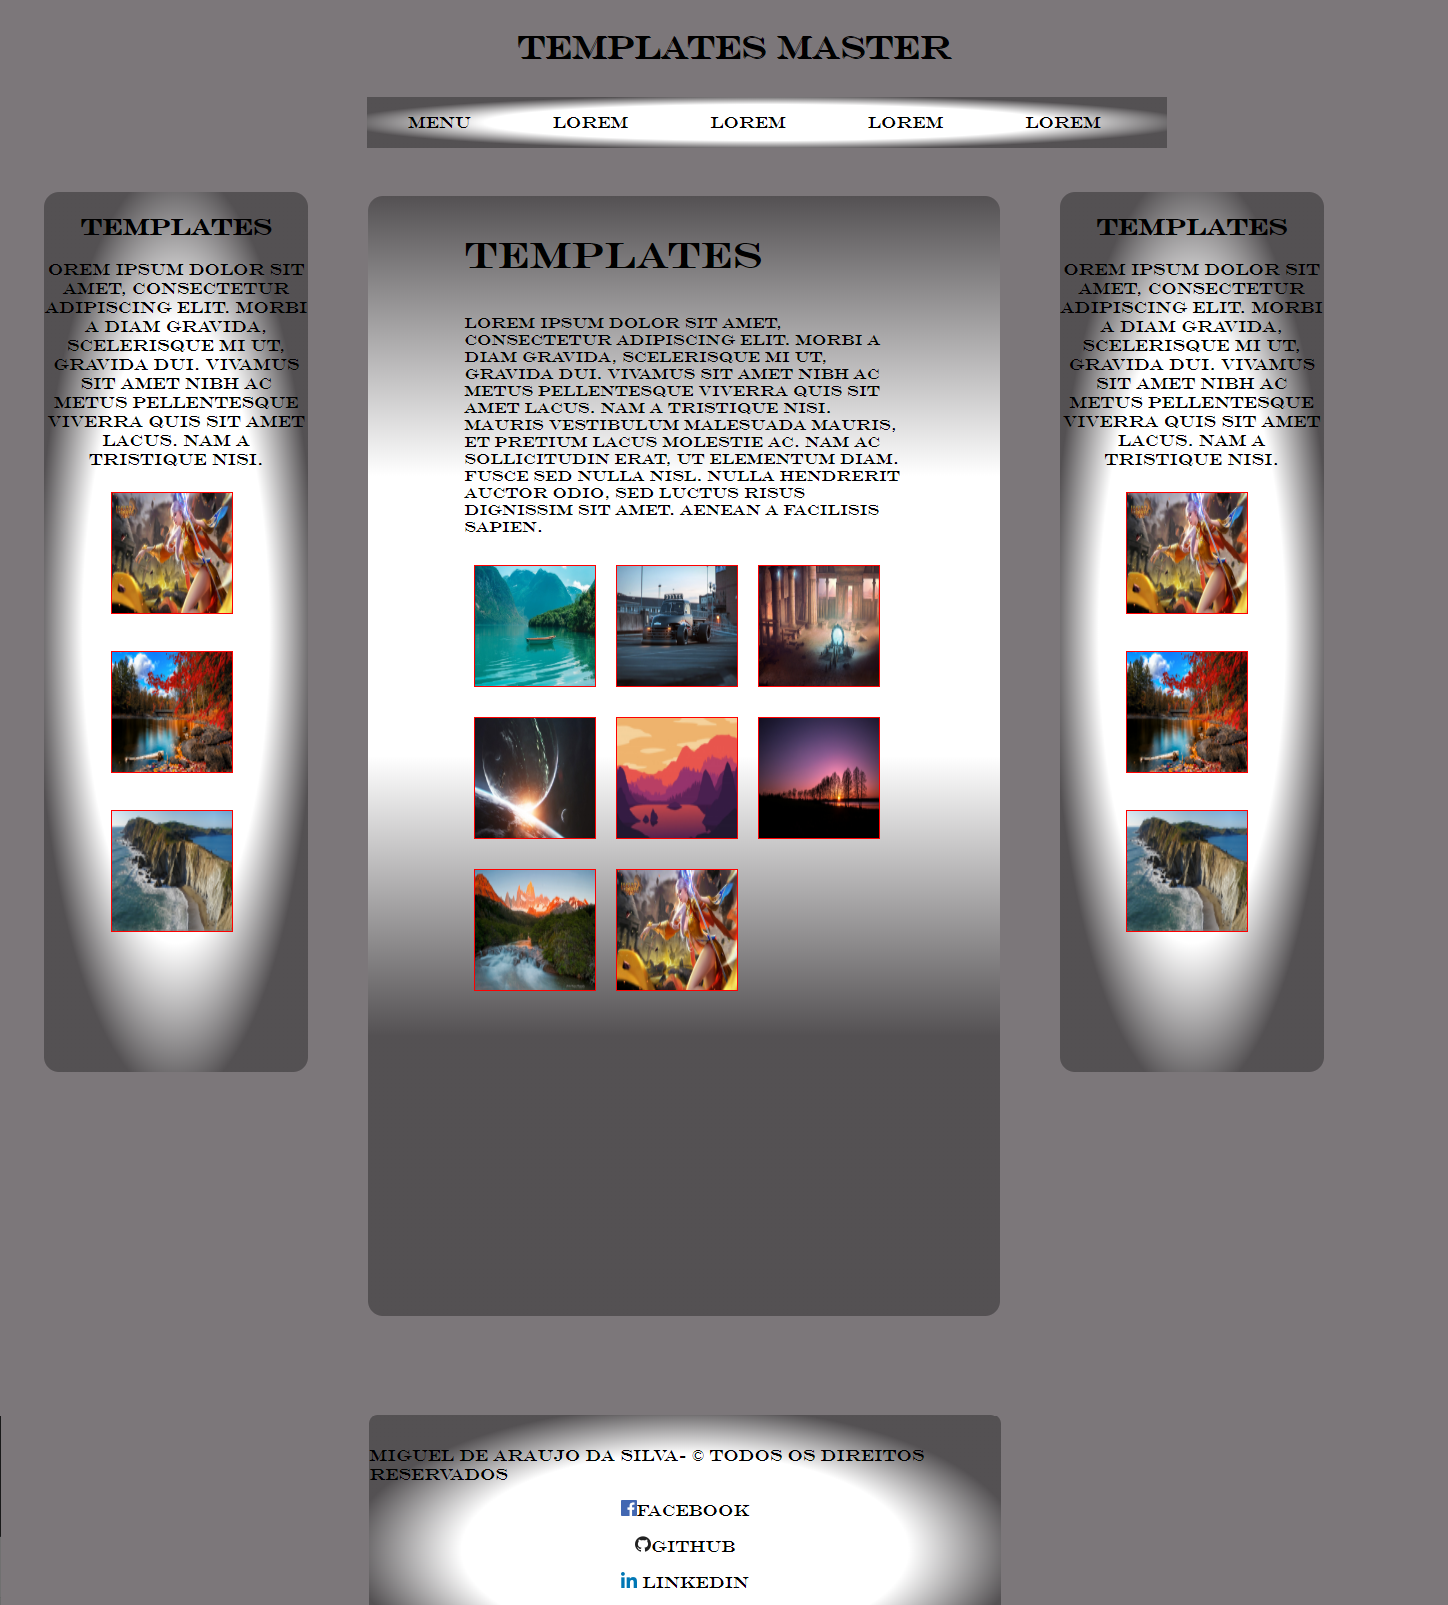 TEMPLATES MASTER
MENU LOREM LOREM LOREM LOREM
TEMPLATES
OREM IPSUM DOLOR SIT
AMET, CONSECTETUR
ADIPISCING ELIT. MORBI
A DIAM GRAVIDA,
SCELERISQUE MI UT,
GRAVIDA DUI. VIVAMUS
SIT AMET NIBH AC
METUS PELLENTESQUE
VIVERRA QUIS SIT AMET
LACUS. NAM A
TRISTIQUE NISI.
TEMPLATES
LOREM IPSUM DOLOR SIT AMET,
CONSECTETUR ADIPISCING ELIT. MORBI A
DIAM GRAVIDA, SCELERISQUE MI UT,
GRAVIDA DUI. VIVAMUS SIT AMET NIBH AC
METUS PELLENTESQUE VIVERRA QUIS SIT
AMET LACUS. NAM A TRISTIQUE NISI.
MAURIS VESTIBULUM MALESUADA MAURIS,
ET PRETIUM LACUS MOLESTIE AC. NAM AC
SOLLICITUDIN ERAT, UT ELEMENTUM DIAM.
FUSCE SED NULLA NISL. NULLA HENDRERIT
AUCTOR ODIO, SED LUCTUS RISUS
DIGNISSIM SIT AMET. AENEAN A FACILISIS
SAPIEN.
TEMPLATES
OREM IPSUM DOLOR SIT
AMET, CONSECTETUR
ADIPISCING ELIT. MORBI
A DIAM GRAVIDA,
SCELERISQUE MI UT,
GRAVIDA DUI. VIVAMUS
SIT AMET NIBH AC
METUS PELLENTESQUE
VIVERRA QUIS SIT AMET
LACUS. NAM A
TRISTIQUE NISI.
MIGUEL DE ARAUJO DA SILVA- © TODOS OS DIREITOS
RESERVADOS
FACEBOOK
GITHUB
LINKEDIN